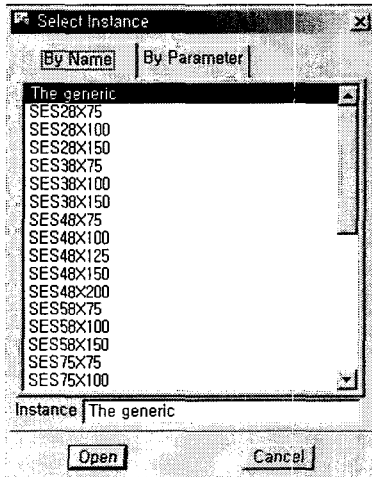 Select Instance
By Name By Parameter
The generic
SES28X75
SES28X100
SES28X150
SES38X75
SES38X100
SES38X150
SES48X75
SES48X100
SES48X125
SES48X150
SES48X200
SES58X75
SES58X100
SES58X150
SES75X75
SES75X100
Instance The generic
Open Cancel